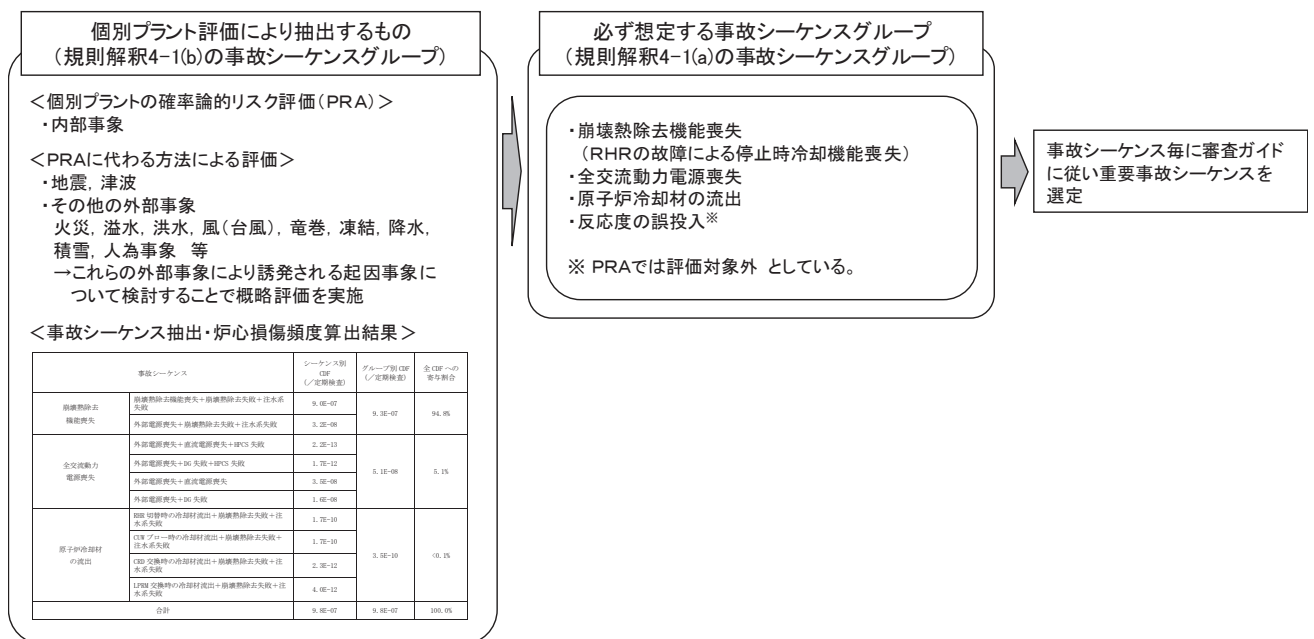 個別プラント評価により抽出するもの
（規則解釈4-1(b)の事故シーケンスグループ）
＜個別プラントの確率論的リスク評価（PRA）＞
・内部事象
＜PRAに代わる方法による評価＞
・地震，津波
・その他の外部事象
火災，溢水，洪水，風（台風），竜巻，凍結，降水，
積雪，人為事象　等
→これらの外部事象により誘発される起因事象に
ついて検討することで概略評価を実施
＜事故シーケンス抽出・炉心損傷頻度算出結果＞
事故シーケンス
シーケンス別
CDF
（／定期検査）
グループ別 CDF
（／定期検査）
全 CDF への
寄与割合
崩壊熱除去
機能喪失
崩壊熱除去機能喪失＋崩壊熱除去失敗＋注水系
失敗
9.0E-07
9.3E-07
94.8%
外部電源喪失＋崩壊熱除去失敗＋注水系失敗
3.2E-08
全交流動力
電源喪失
外部電源喪失＋直流電源喪失＋HPCS 失敗
2.2E-13
5.1E-08
5.1%
外部電源喪失＋DG 失敗＋HPCS 失敗
1.7E-12
外部電源喪失＋直流電源喪失
3.5E-08
外部電源喪失＋DG 失敗
1.6E-08
原子炉冷却材
の流出
RHR 切替時の冷却材流出＋崩壊熱除去失敗＋注
水系失敗
1.7E-10
3.5E-10
<0.1%
CUW ブロー時の冷却材流出＋崩壊熱除去失敗＋
注水系失敗
1.7E-10
CRD 交換時の冷却材流出＋崩壊熱除去失敗＋注
水系失敗
2.3E-12
LPRM 交換時の冷却材流出＋崩壊熱除去失敗＋注
水系失敗
4.0E-12
合計
9.8E-07
9.8E-07
100.0%
必ず想定する事故シーケンスグループ
（規則解釈4-1(a)の事故シーケンスグループ）
・崩壊熱除去機能喪失
（RHRの故障による停止時冷却機能喪失）
・全交流動力電源喪失
・原子炉冷却材の流出
・反応度の誤投入※
※ PRAでは評価対象外 としている。
事故シーケンス毎に審査ガイド
に従い重要事故シーケンスを
選定